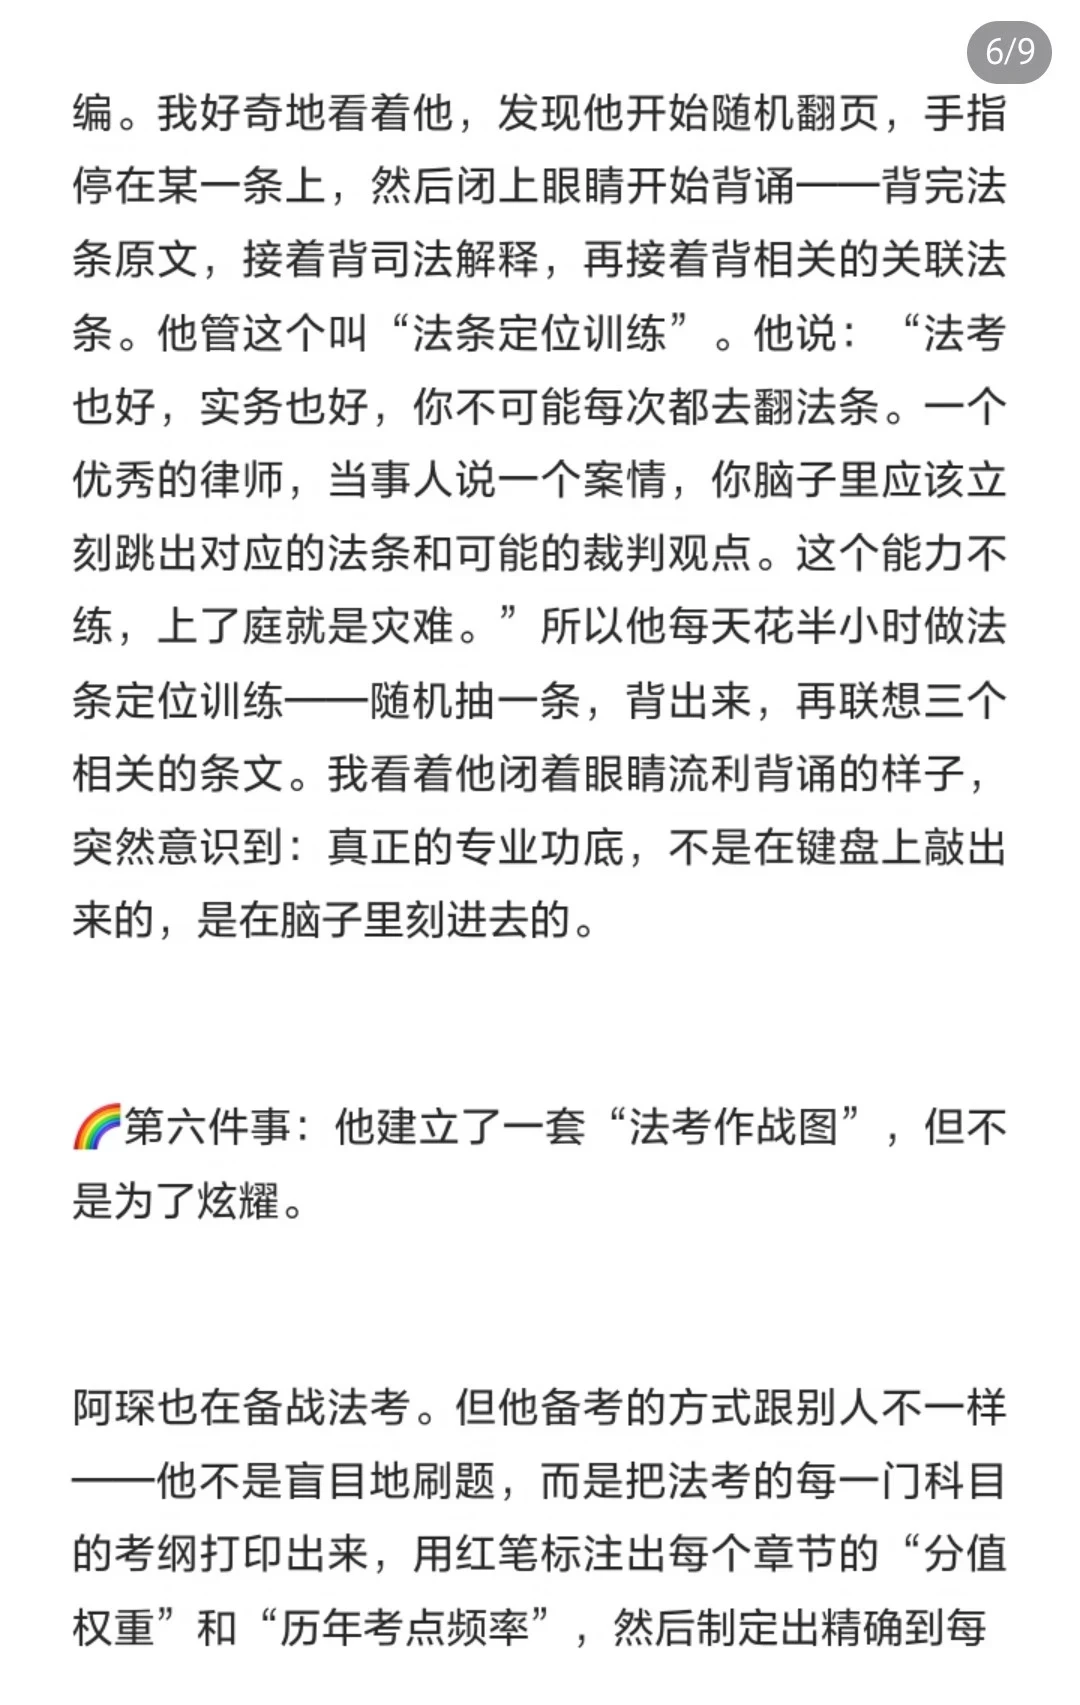 6/9
编。我好奇地看着他，发现他开始随机翻页，手指
停在某一条上，然后闭上眼睛开始背诵——背完法
条原文，接着背司法解释，再接着背相关的关联法
条。他管这个叫“法条定位训练”。他说：“法考
也好，实务也好，你不可能每次都去翻法条。一个
优秀的律师，当事人说一个案情，你脑子里应该立
刻跳出对应的法条和可能的裁判观点。这个能力不
练，上了庭就是灾难。”所以他每天花半小时做法
条定位训练——随机抽一条，背出来，再联想三个
相关的条文。我看着他闭着眼睛流利背诵的样子，
突然意识到：真正的专业功底，不是在键盘上敲出
来的，是在脑子里刻进去的。
🌈第六件事：他建立了一套“法考作战图”，但不
是为了炫耀。
阿琛也在备战法考。但他备考的方式跟别人不一样
——他不是盲目地刷题，而是把法考的每一门科目
的考纲打印出来，用红笔标注出每个章节的“分值
权重”和“历年考点频率”，然后制定出精确到每